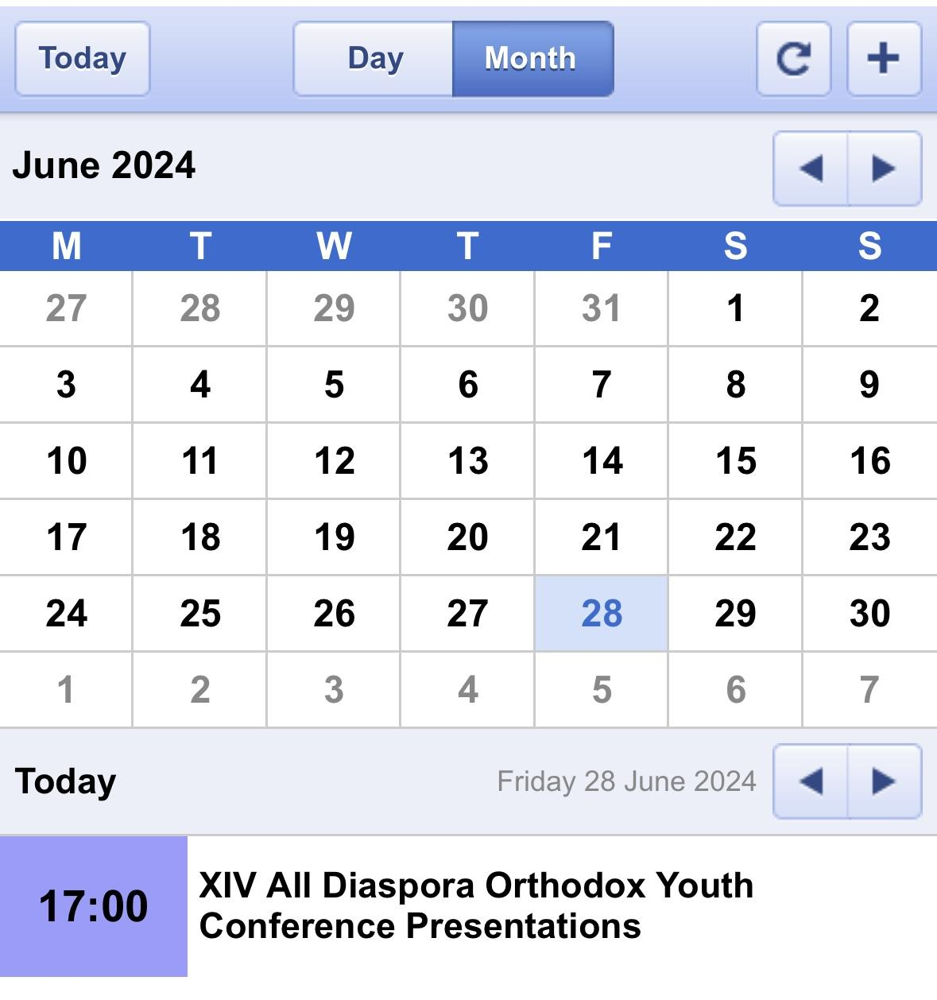 Today Day Month
June 2024
M T W T F S S
27 28 29 30 31 1 2
3 4 5 6 7 8 9
10 11 12 13 14 15 16
17 18 19 20 21 22 23
24 25 26 27 28 29 30
1 2 3 4 5 6 7
Today Friday 28 June 2024
17:00 XIV All Diaspora Orthodox Youth
Conference Presentations